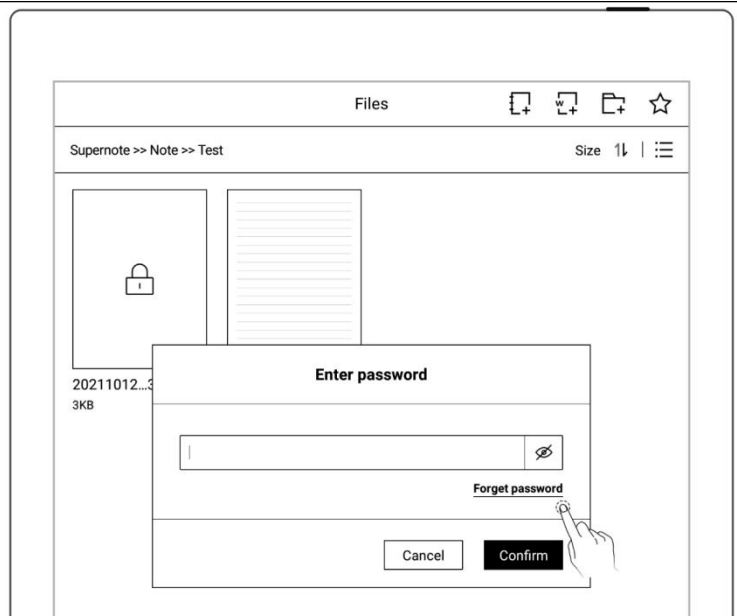 Files
Supernote >> Note >> Test
Size
20211012...3
3KB
Enter password
Forget password
Cancel
Confirm